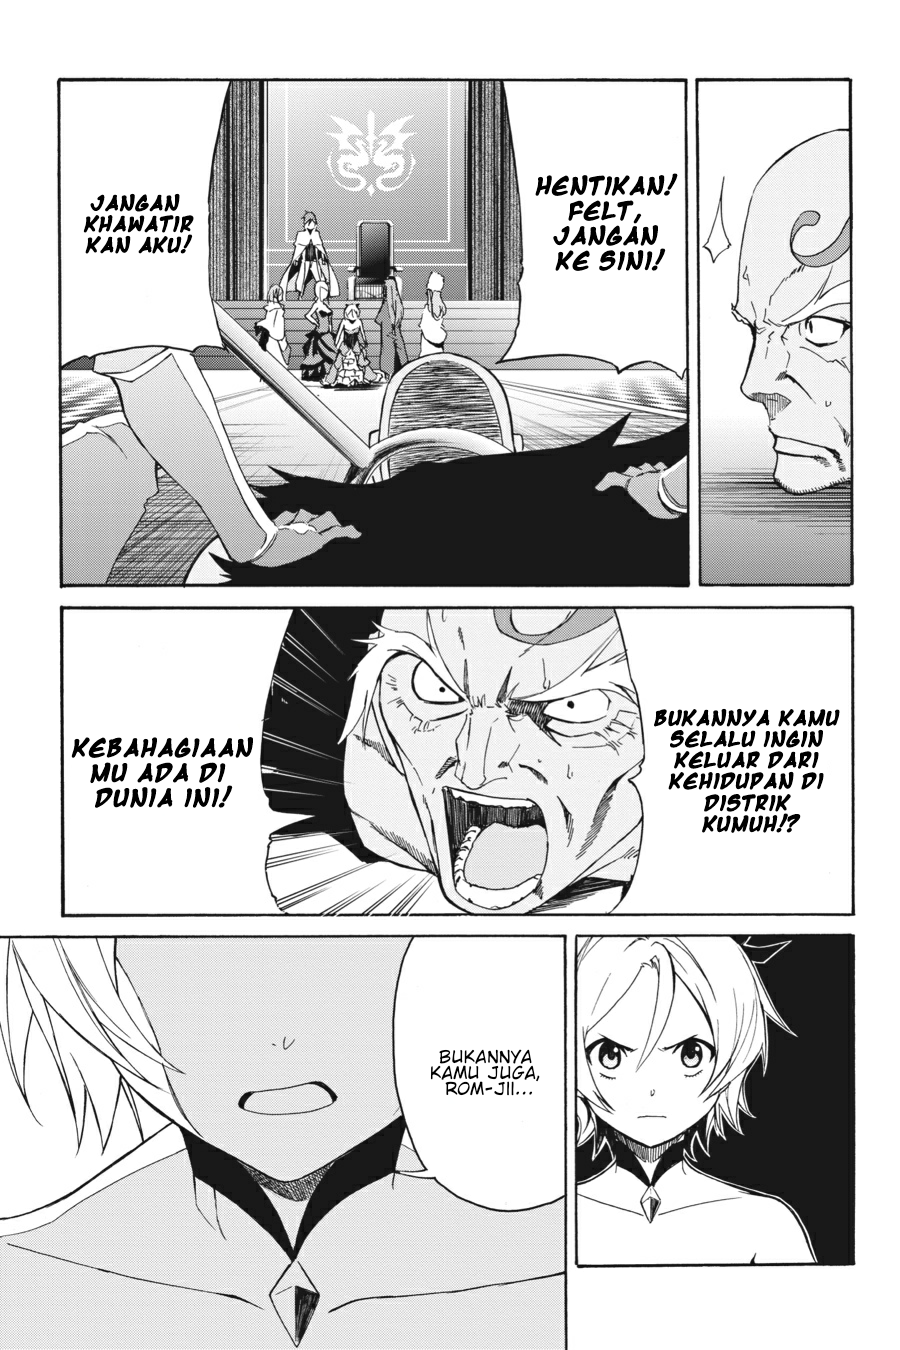 HENTIKAN!
FELT,
JANGAN
KE SINI!
JANGAN
KHAWATIR
KAN AKU!
BUKANNYA KAMU
SELALU INGIN
KELUAR DARI
KEHIDUPAN DI
DISTRIK
KUMUH!?
KEBAHAGIAAN
MU ADA DI
DUNIA INI!
BUKANNYA
KAMU JUGA,
ROM-JII...